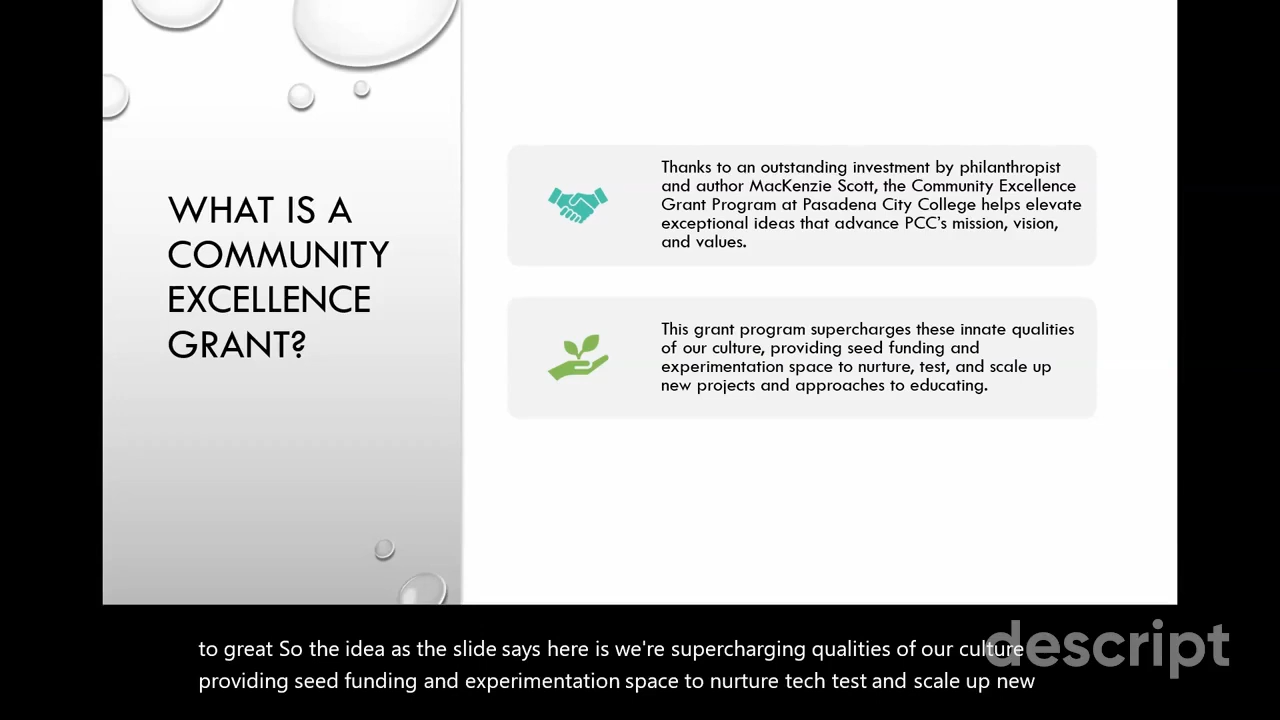 WHAT IS A
COMMUNITY
EXCELLENCE
GRANT?
Thanks to an outstanding investment by philanthropist
and author MacKenzie Scott, the Community Excellence
Grant Program at Pasadena City College helps elevate
exceptional ideas that advance PCC's mission, vision,
and values.
This grant program supercharges these innate qualities
of our culture, providing seed funding and
experimentation space to nurture, test, and scale up
new projects and approaches to educating.
to great So the idea as the slide says here is we're supercharging qualities of our culture
providing seed funding and experimentation space to nurture tech test and scale up new
descript